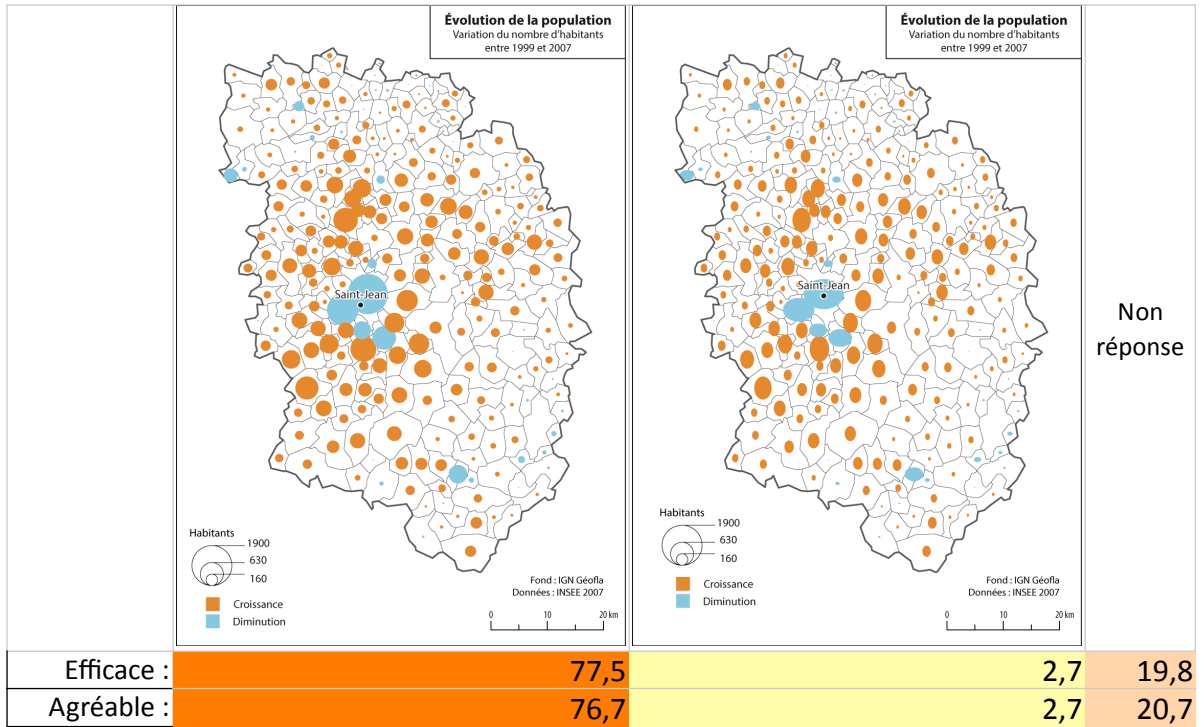 Évolution de la population
Variation du nombre d'habitants
entre 1999 et 2007
Saint-Jean
Habitants
1900
630
160
Croissance
Diminution
Fond : IGN Géofla
Données : INSEE 2007
0 10 20 km
Évolution de la population
Variation du nombre d'habitants
entre 1999 et 2007
Saint-Jean
Habitants
1900
630
160
Croissance
Diminution
Fond : IGN Géofla
Données : INSEE 2007
0 10 20 km
Non
réponse
Efficace : 77,5 2,7 19,8
Agréable : 76,7 2,7 20,7